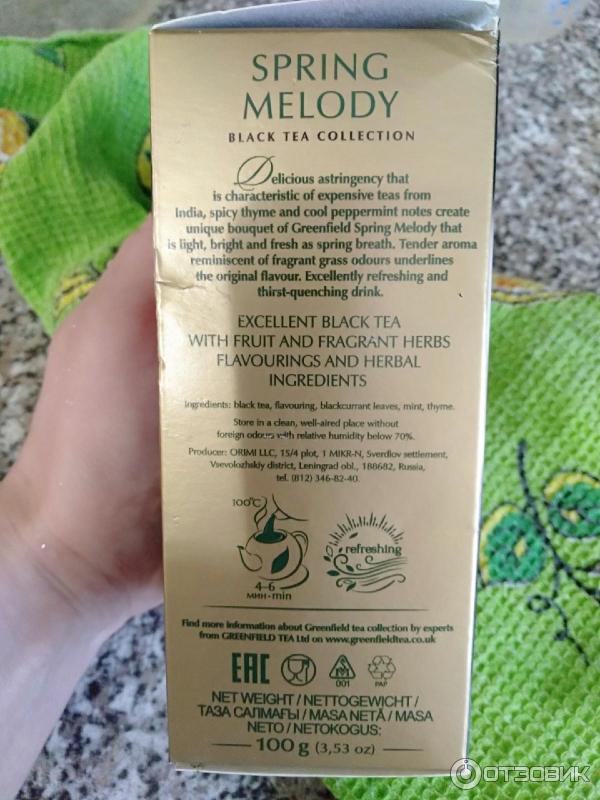 SPRING
MELODY
BLACK TEA COLLECTION
Delicious astringency that
is characteristic of expensive teas from
India, spicy thyme and cool peppermint notes create
unique bouquet of Greenfield Spring Melody that
is light, bright and fresh as spring breath. Tender aroma
reminiscent of fragrant grass odours underlines
the original flavour. Excellently refreshing and
thirst-quenching drink.
EXCELLENT BLACK TEA
WITH FRUIT AND FRAGRANT HERBS
FLAVOURINGS AND HERBAL
INGREDIENTS
Ingredients: black tea, flavouring, blackcurrant leaves, mint, thyme.
Store in a clean, well-aired place without
foreign odours with relative humidity below 70%.
Producer: ORIMI LLC, 15/4 plot, 1 MIKR-N, Sverdlov settlement,
Vsevolozhskiy district, Leningrad obl., 188682, Russia,
tel. (812) 346-82-40.
100°C
refreshing
4–6
мин•min
Find more information about Greenfield tea collection by experts
from GREENFIELD TEA Ltd on www.greenfieldtea.co.uk
EAC
001
PAP
NET WEIGHT / NETTOGEWICHT /
ТАЗА САЛМАҒЫ / MASA NETĂ / MASA
NETO / NETOKOGUS:
100 g (3,53 oz)
ОТЗОВИК